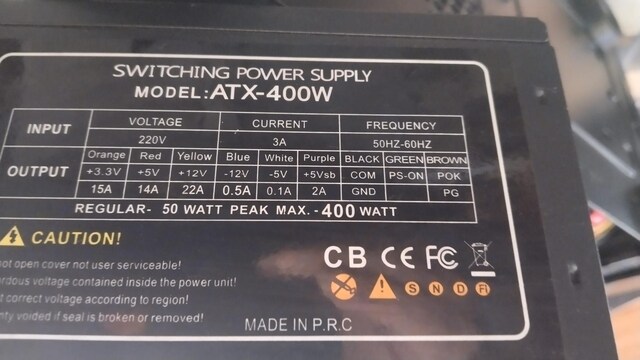 SWITCHING POWER SUPPLY
MODEL:ATX-400W
INPUT VOLTAGE CURRENT FREQUENCY
220V 3A 50HZ-60HZ
OUTPUT Orange Red Yellow Blue White Purple BLACK GREEN BROWN
+3.3V +5V +12V -12V -5V +5Vsb COM PS-ON POK
15A 14A 22A 0.5A 0.1A 2A GND PG
REGULAR- 50 WATT PEAK MAX. -400 WATT
CAUTION!
not open cover not user serviceable!
voltage contained inside the power unit!
correct voltage according to region!
voided if seal is broken or removed!
CB CE FC
S N D Fi
MADE IN P.R.C